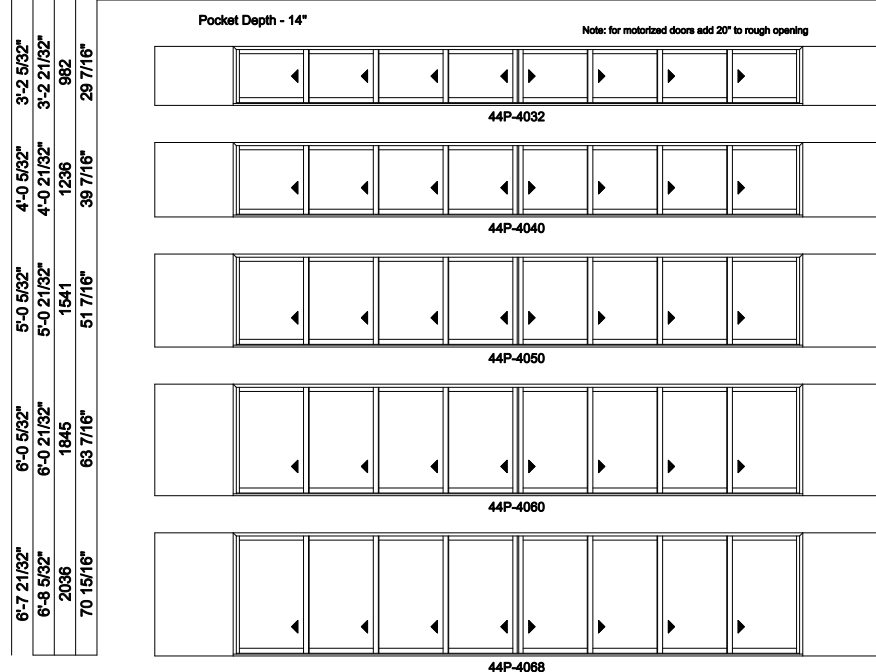 Pocket Depth - 14"
Note: for motorized doors add 20" to rough opening
3'-2 5/32"
3'-2 21/32"
982
29 7/16"
44P-4032
4'-0 5/32"
4'-0 21/32"
1236
39 7/16"
44P-4040
5'-0 5/32"
5'-0 21/32"
1541
51 7/16"
44P-4050
6'-0 5/32"
6'-0 21/32"
1845
63 7/16"
44P-4060
6'-7 21/32"
6'-8 5/32"
2036
70 15/16"
44P-4068